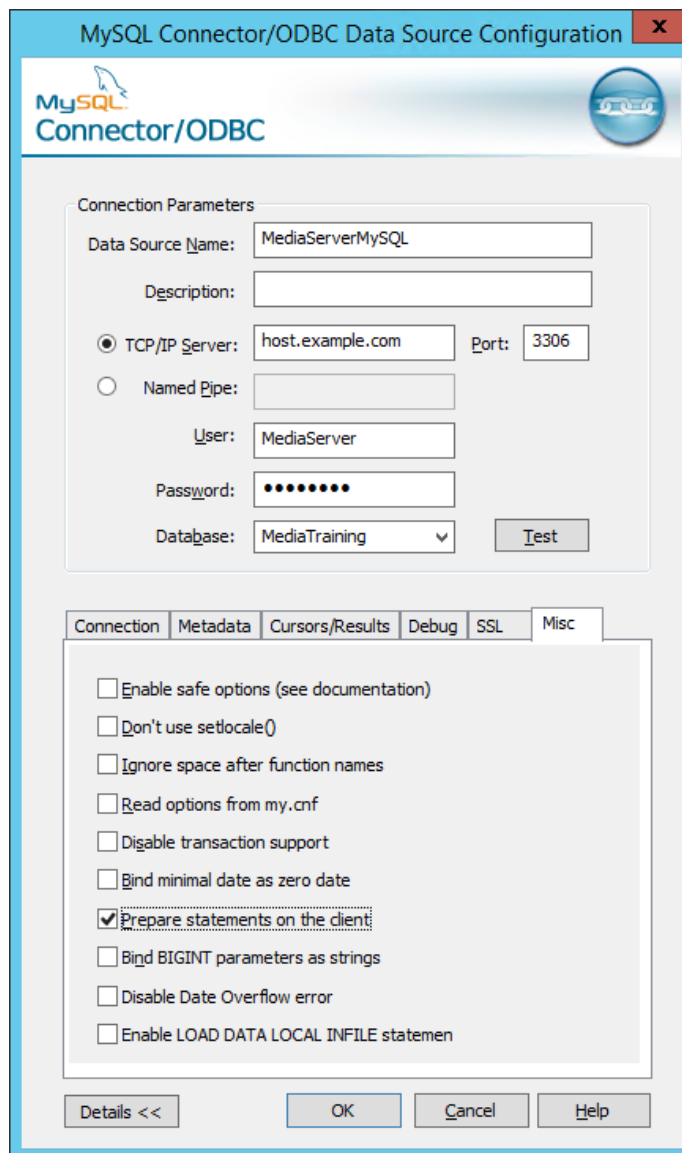 MySQL Connector/ODBC Data Source Configuration x
MySQL
Connector/ODBC
Connection Parameters
Data Source Name: MediaServerMySQL
Description:
TCP/IP Server: host.example.com Port: 3306
Named Pipe:
User: MediaServer
Password: ••••••••
Database: MediaTraining Test
Connection Metadata Cursors/Results Debug SSL Misc
Enable safe options (see documentation)
Don't use setlocale()
Ignore space after function names
Read options from my.cnf
Disable transaction support
Bind minimal date as zero date
Prepare statements on the client
Bind BIGINT parameters as strings
Disable Date Overflow error
Enable LOAD DATA LOCAL INFILE statemen
Details << OK Cancel Help